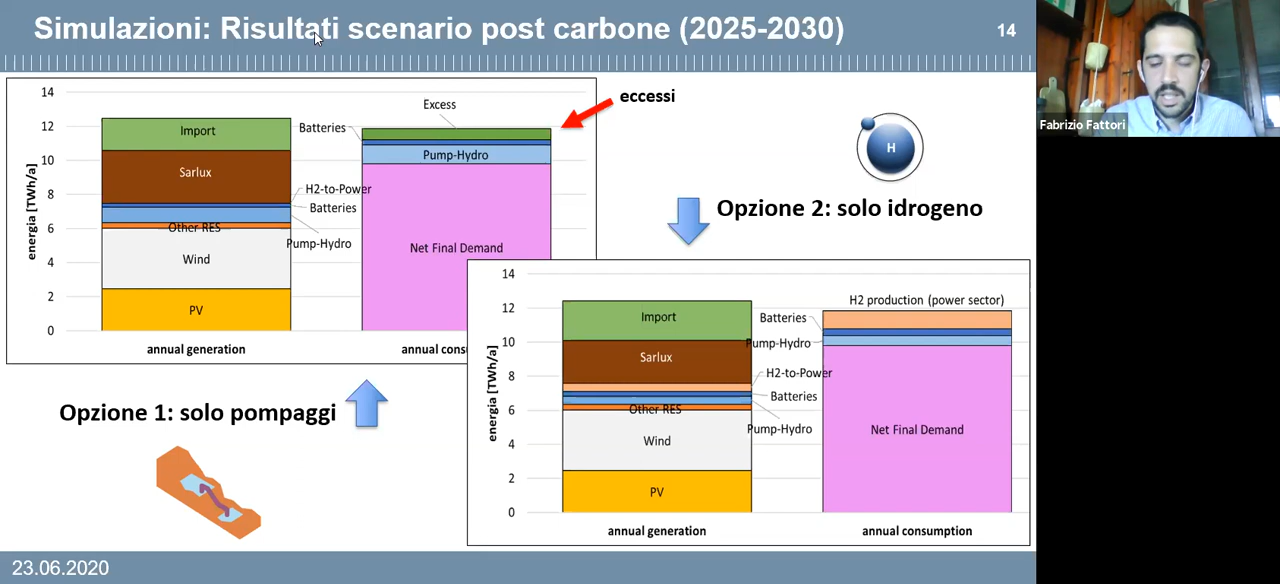 Simulazioni: Risultati scenario post carbone (2025-2030)
14
Fabrizio Fattori
energia [TWh/a]
14
12
10
8
6
4
2
0
Import
Sarlux
Other RES
Wind
PV
H2-to-Power
Batteries
Pump-Hydro
annual generation
Excess
Batteries
Pump-Hydro
Net Final Demand
annual consu
eccessi
H
Opzione 2: solo idrogeno
Opzione 1: solo pompaggi
energia [TWh/a]
14
12
10
8
6
4
2
0
Import
Sarlux
Other RES
Wind
PV
H2-to-Power
Batteries
Pump-Hydro
annual generation
H2 production (power sector)
Batteries
Pump-Hydro
Net Final Demand
annual consumption
23.06.2020